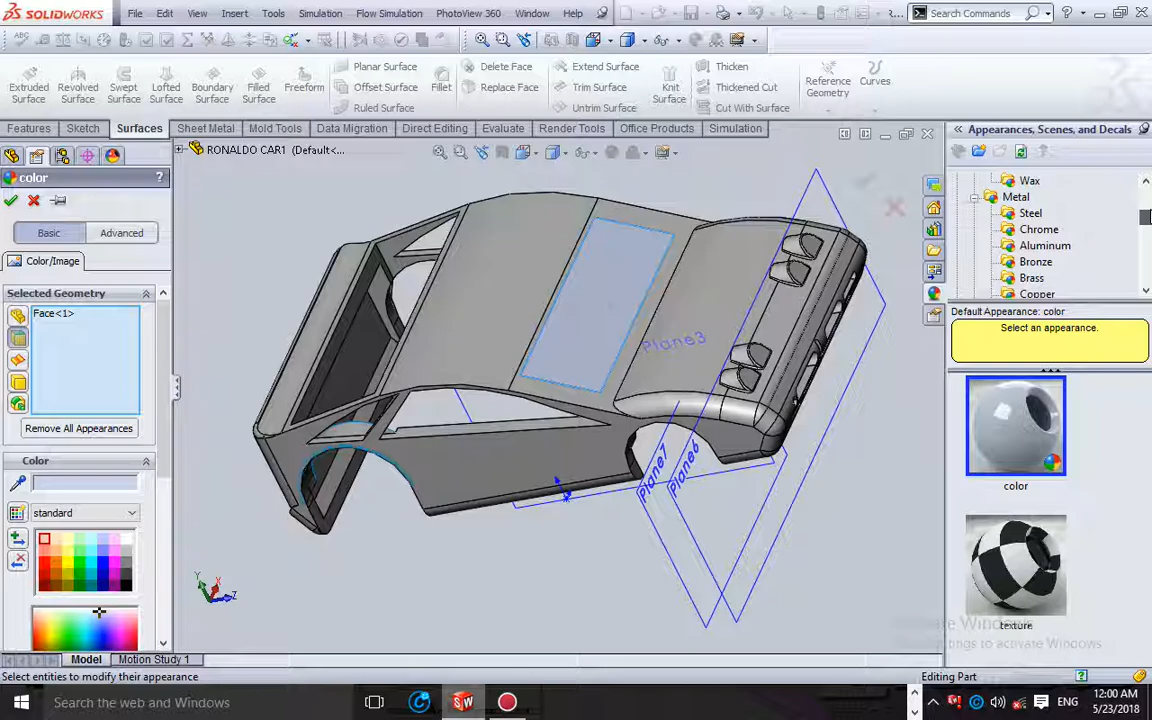 SOLIDWORKS File Edit View Insert Tools Simulation Flow Simulation PhotoView 360 Window Help R... Search Commands
Extruded Surface
Revolved Surface
Swept Surface
Lofted Surface
Boundary Surface
Filled Surface
Freeform
Planar Surface
Offset Surface
Ruled Surface
Fillet
Delete Face
Replace Face
Extend Surface
Trim Surface
Untrim Surface
Knit Surface
Thicken
Thickened Cut
Cut With Surface
Reference Geometry
Curves
Features Sketch Surfaces Sheet Metal Mold Tools Data Migration Direct Editing Evaluate Render Tools Office Products Simulation
RONALDO CAR1 (Default<...
color ?
Basic Advanced
Color/Image
Selected Geometry
Face<1>
Remove All Appearances
Color
standard
Plane3
Plane7
Plane6
Y
X
Z
Appearances, Scenes, and Decals
Wax
Metal
Steel
Chrome
Aluminum
Bronze
Brass
Copper
Default Appearance: color
Select an appearance.
color
texture
Activate Windows
ngs to activate Windows.
Model Motion Study 1
Select entities to modify their appearance
Editing Part
Search the web and Windows
SW
ENG
12:00 AM
5/23/2018